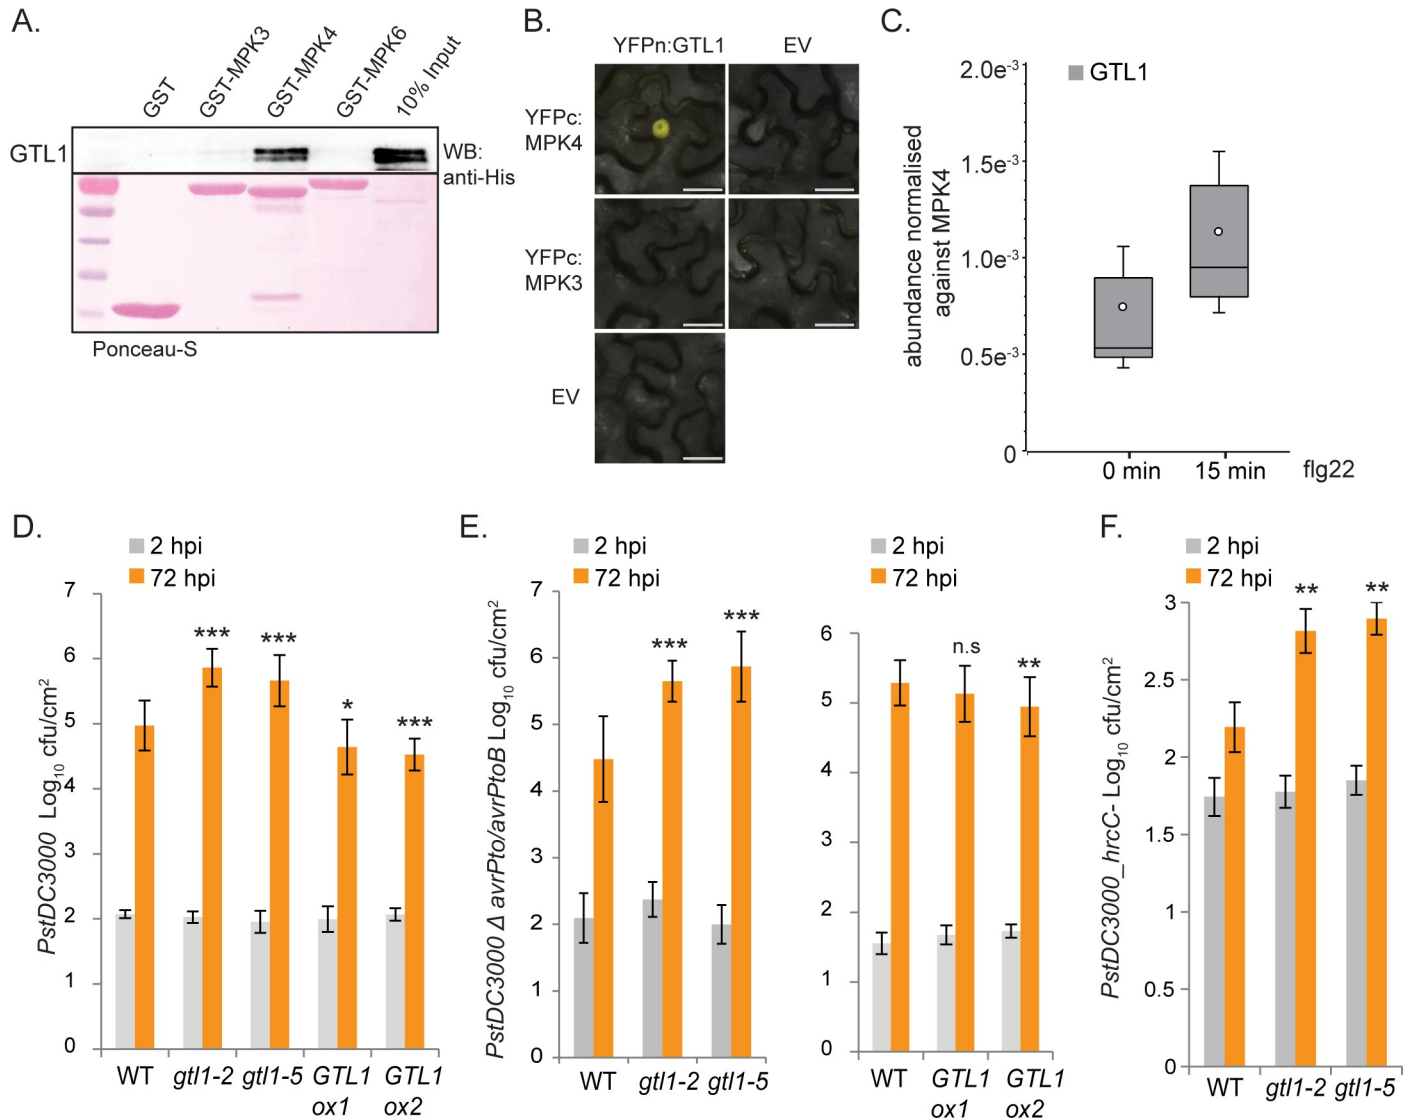 A.
GST
GST-MPK3
GST-MPK4
GST-MPK6
10% Input
GTL1
WB:
anti-His
Ponceau-S
B.
YFPn:GTL1
EV
YFPc:
MPK4
YFPc:
MPK3
EV
C.
GTL1
abundance normalised
against MPK4
2.0e-3
1.5e-3
1.0e-3
0.5e-3
0
0 min
15 min
flg22
D.
2 hpi
72 hpi
PstDC3000 Log10 cfu/cm2
7
6
5
4
3
2
1
0
***
***
*
***
WT
gtl1-2
gtl1-5
GTL1
ox1
GTL1
ox2
E.
2 hpi
72 hpi
PstDC3000 Δ avrPto/avrPtoB Log10 cfu/cm2
7
6
5
4
3
2
1
0
***
***
WT
gtl1-2
gtl1-5
2 hpi
72 hpi
6
5
4
3
2
1
0
n.s
**
WT
GTL1
ox1
GTL1
ox2
F.
2 hpi
72 hpi
PstDC3000_hrcC- Log10 cfu/cm2
3
2.5
2
1.5
1
0.5
0
**
**
WT
gtl1-2
gtl1-5